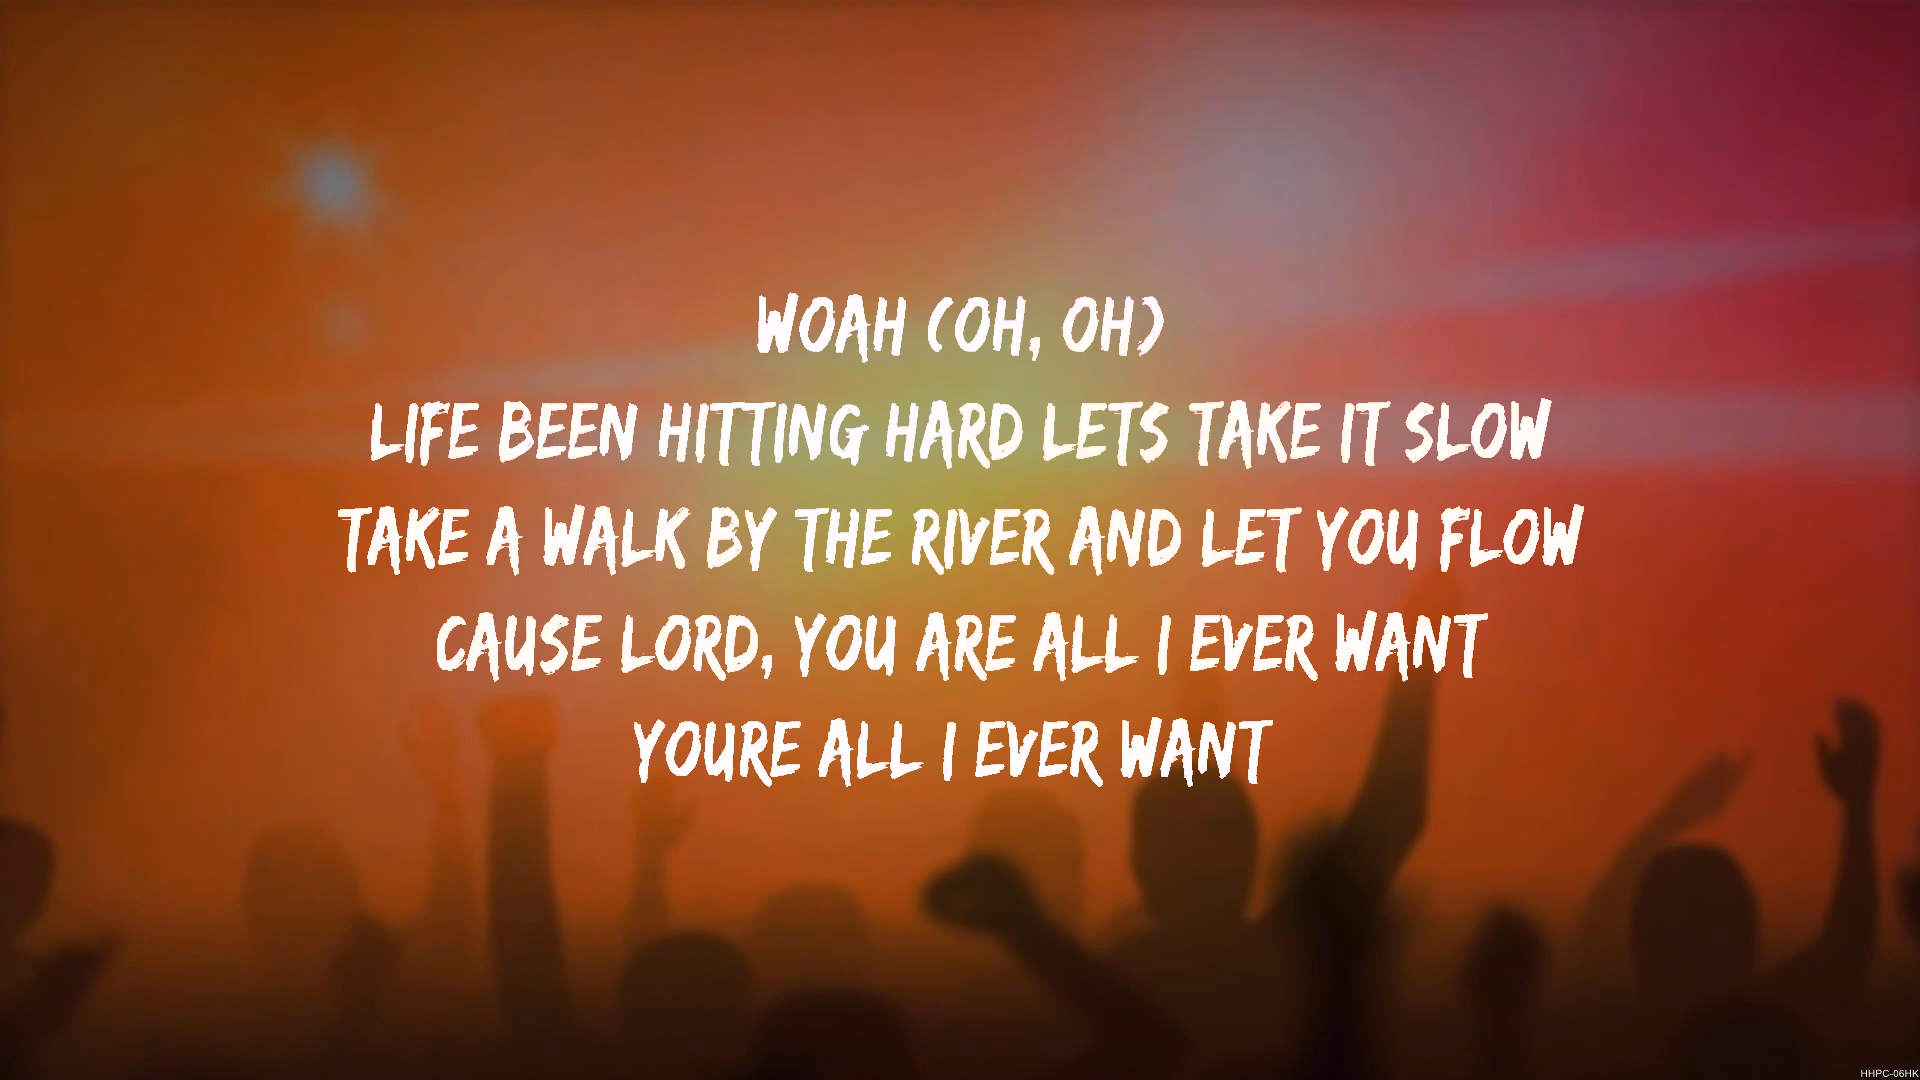 WOAH (OH, OH)
LIFE BEEN HITTING HARD LETS TAKE IT SLOW
TAKE A WALK BY THE RIVER AND LET YOU FLOW
CAUSE LORD, YOU ARE ALL I EVER WANT
YOURE ALL I EVER WANT
HHPC-06HK